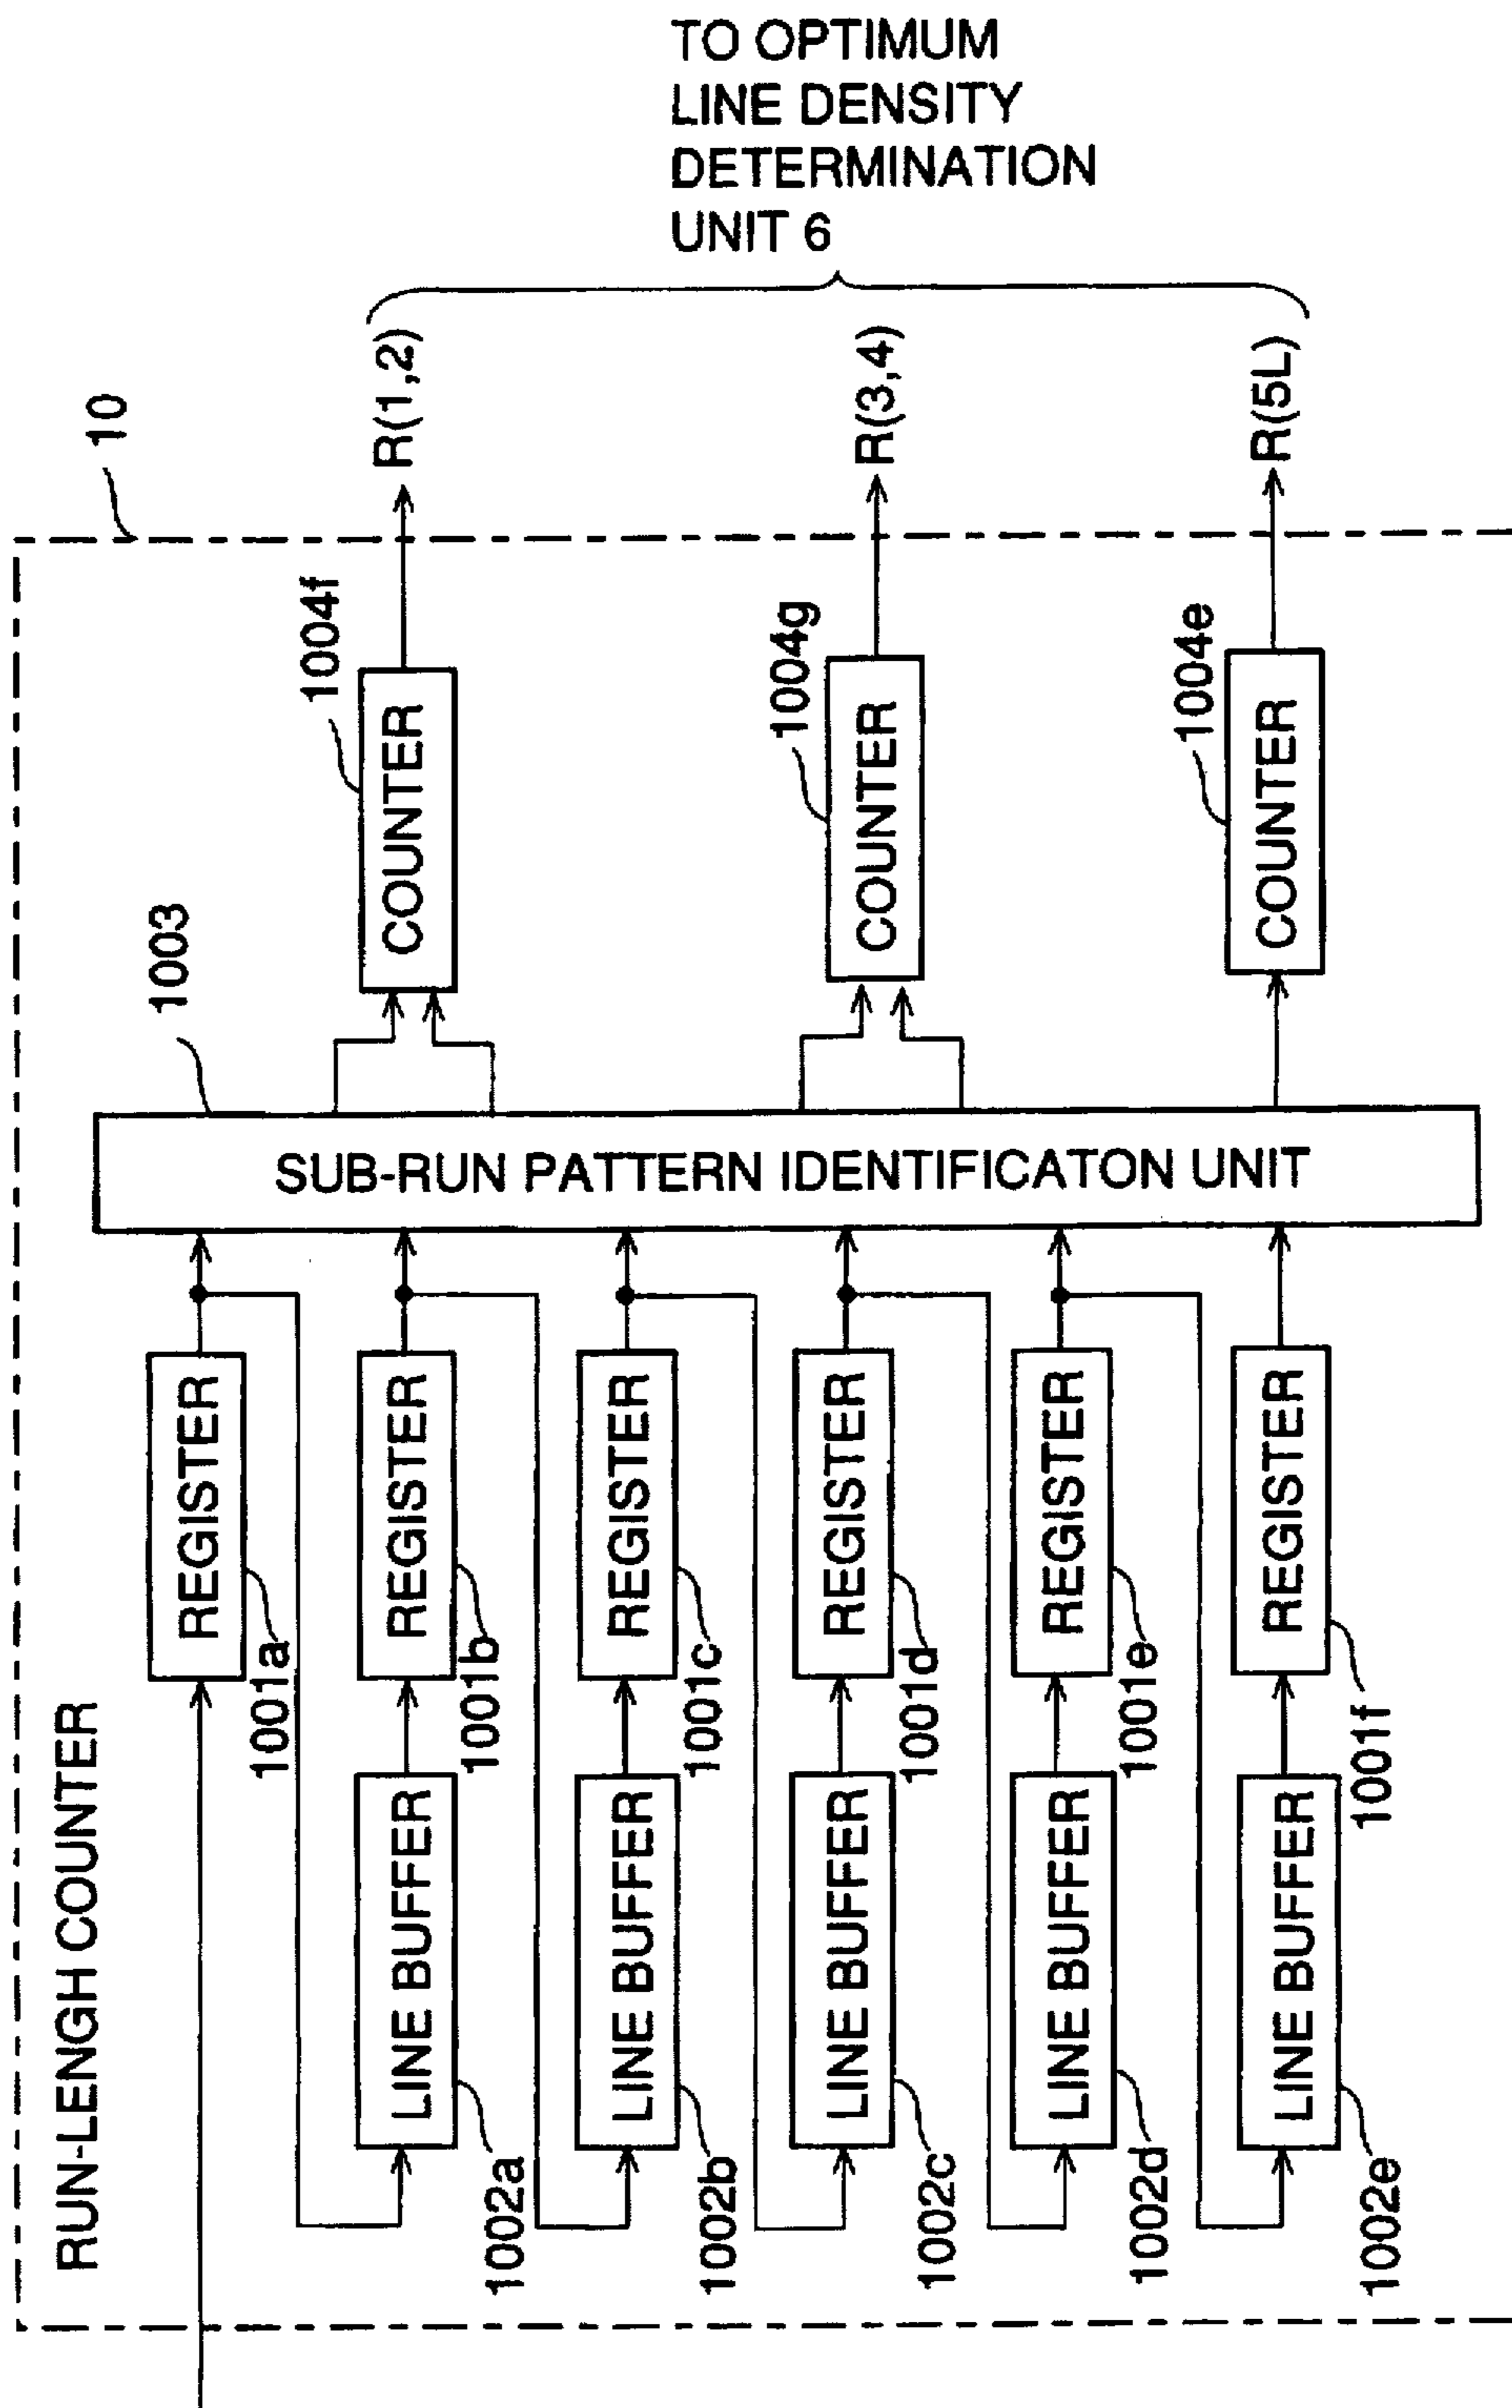 TO OPTIMUM
LINE DENSITY
DETERMINATION
UNIT 6
RUN-LENGH COUNTER
10
REGISTER
1001a
1003
COUNTER
1004f
R(1,2)
LINE BUFFER
1002a
REGISTER
1001b
LINE BUFFER
1002b
REGISTER
1001c
SUB-RUN PATTERN IDENTIFICATON UNIT
COUNTER
1004g
R(3,4)
LINE BUFFER
1002c
REGISTER
1001d
LINE BUFFER
1002d
REGISTER
1001e
COUNTER
1004e
R(5L)
LINE BUFFER
1002e
REGISTER
1001f